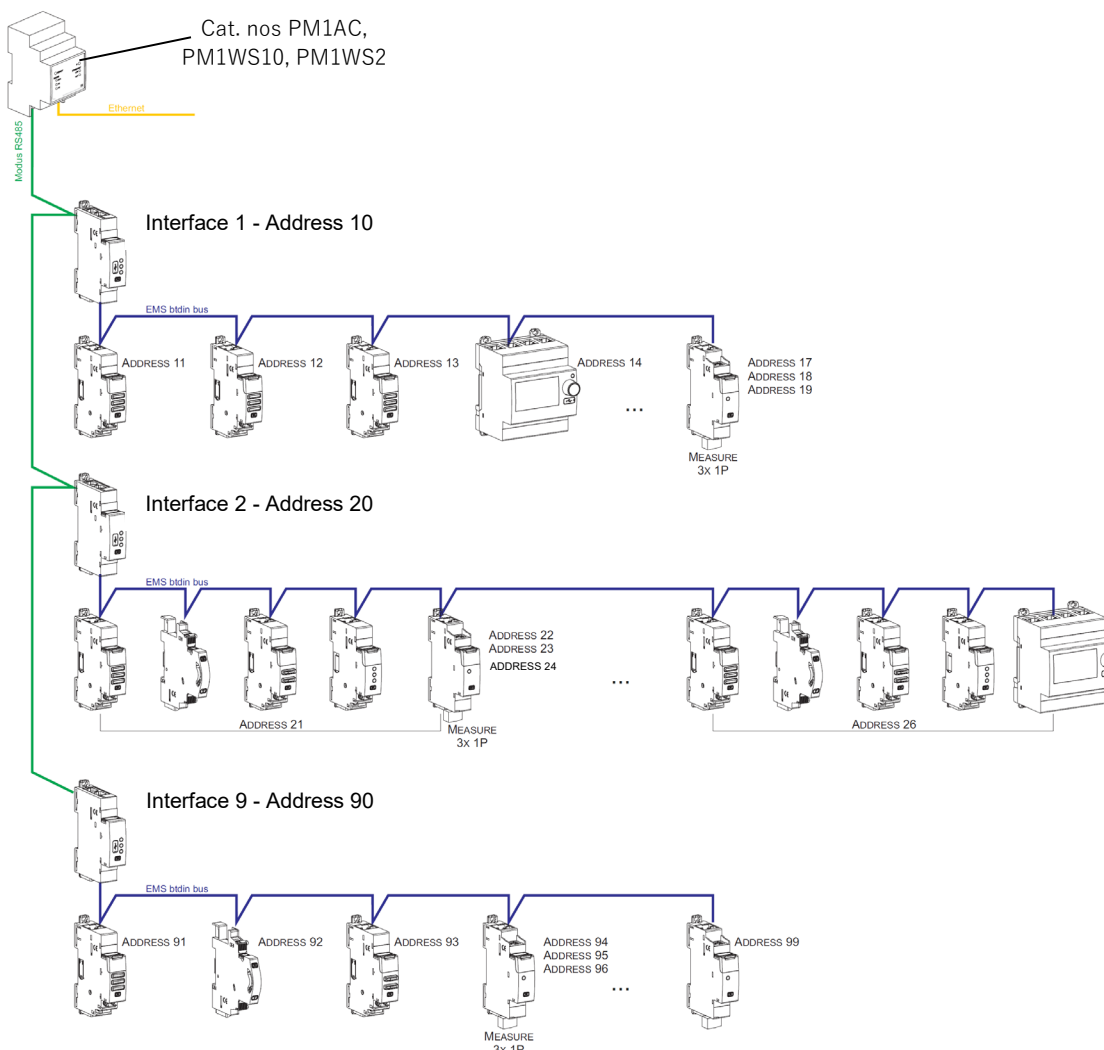 Cat. nos PM1AC,
PM1WS10, PM1WS2
Ethernet
Modus RS485
Interface 1 - Address 10
EMS btdin bus
ADDRESS 11
ADDRESS 12
ADDRESS 13
ADDRESS 14
...
ADDRESS 17
ADDRESS 18
ADDRESS 19
MEASURE
3X 1P
Interface 2 - Address 20
EMS btdin bus
ADDRESS 22
ADDRESS 23
ADDRESS 24
...
ADDRESS 21
MEASURE
3X 1P
ADDRESS 26
Interface 9 - Address 90
EMS btdin bus
ADDRESS 91
ADDRESS 92
ADDRESS 93
ADDRESS 94
ADDRESS 95
ADDRESS 96
...
ADDRESS 99
MEASURE
3X 1P